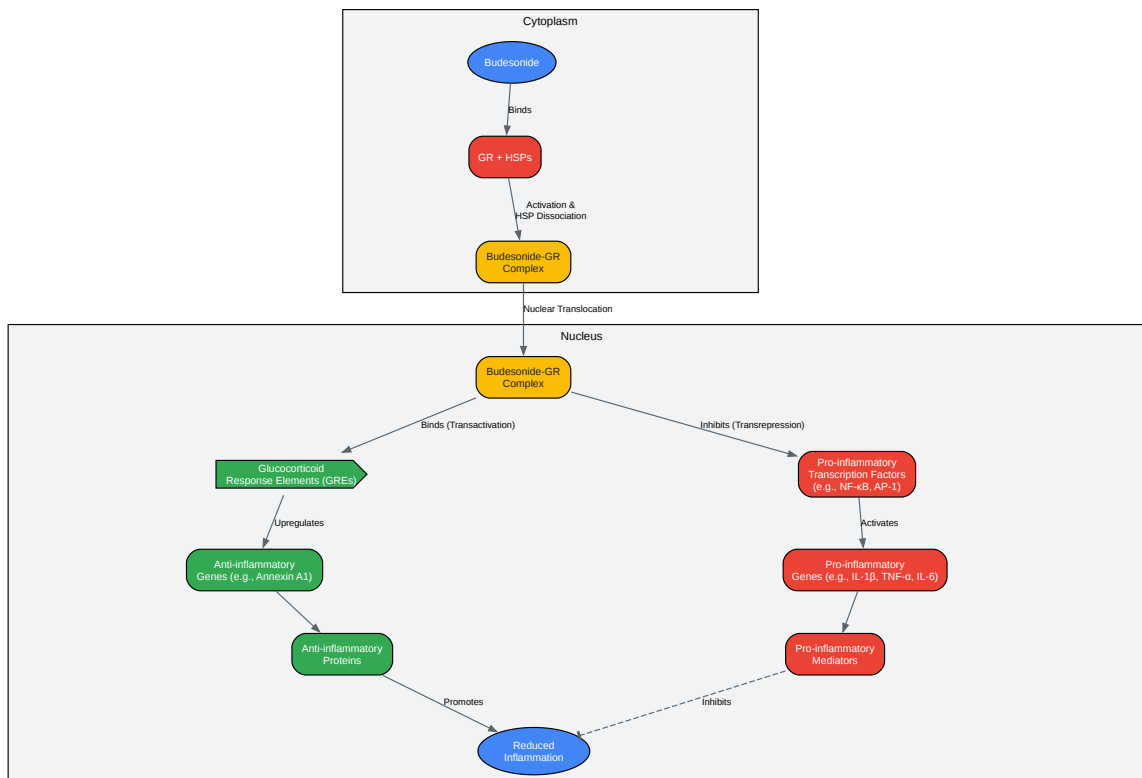 Cytoplasm
Budesonide
Binds
GR + HSPs
Activation &
HSP Dissociation
Budesonide-GR
Complex
Nuclear Translocation
Nucleus
Budesonide-GR
Complex
Binds (Transactivation)
Inhibits (Transrepression)
Glucocorticoid
Response Elements (GREs)
Pro-inflammatory
Transcription Factors
(e.g., NF-κB, AP-1)
Upregulates
Activates
Anti-inflammatory
Genes (e.g., Annexin A1)
Pro-inflammatory
Genes (e.g., IL-1β, TNF-α, IL-6)
Anti-inflammatory
Proteins
Pro-inflammatory
Mediators
Promotes
Inhibits
Reduced
Inflammation